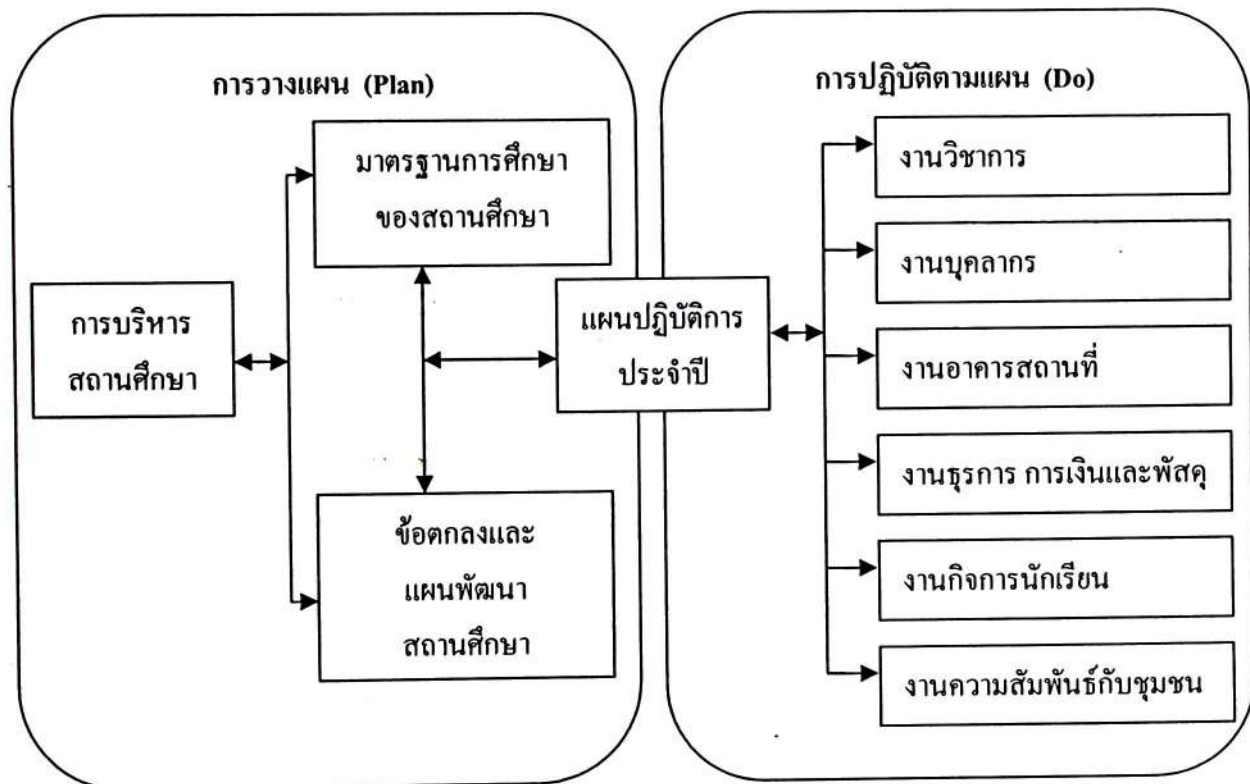 การวางแผน (Plan)
มาตรฐานการศึกษา
ของสถานศึกษา
การบริหาร
สถานศึกษา
ข้อตกลงและ
แผนพัฒนา
สถานศึกษา
แผนปฏิบัติการ
ประจำปี
การปฏิบัติตามแผน (Do)
งานวิชาการ
งานบุคลากร
งานอาคารสถานที่
งานธุรการ การเงินและพัสดุ
งานกิจการนักเรียน
งานความสัมพันธ์กับชุมชน